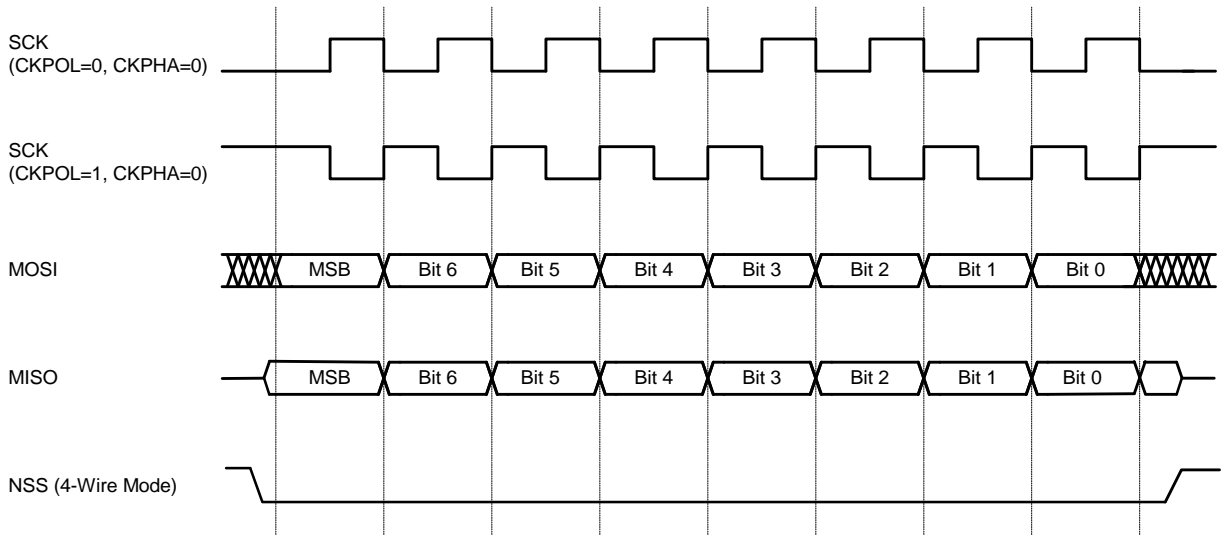 SCK
(CKPOL=0, CKPHA=0)
SCK
(CKPOL=1, CKPHA=0)
MOSI MSB Bit 6 Bit 5 Bit 4 Bit 3 Bit 2 Bit 1 Bit 0
MISO MSB Bit 6 Bit 5 Bit 4 Bit 3 Bit 2 Bit 1 Bit 0
NSS (4-Wire Mode)